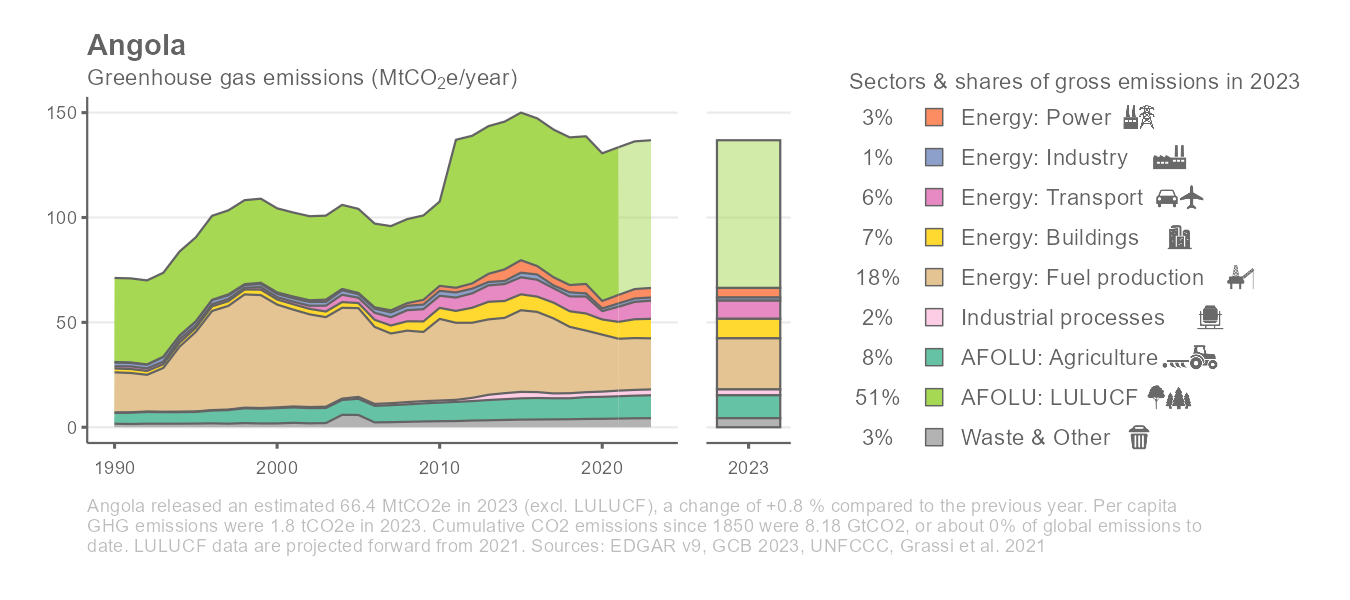 Angola
Greenhouse gas emissions (MtCO₂e/year)
Sectors & shares of gross emissions in 2023
150
100
50
0
1990
2000
2010
2020
2023
3% Energy: Power
1% Energy: Industry
6% Energy: Transport
7% Energy: Buildings
18% Energy: Fuel production
2% Industrial processes
8% AFOLU: Agriculture
51% AFOLU: LULUCF
3% Waste & Other
Angola released an estimated 66.4 MtCO2e in 2023 (excl. LULUCF), a change of +0.8 % compared to the previous year. Per capita
GHG emissions were 1.8 tCO2e in 2023. Cumulative CO2 emissions since 1850 were 8.18 GtCO2, or about 0% of global emissions to
date. LULUCF data are projected forward from 2021. Sources: EDGAR v9, GCB 2023, UNFCCC, Grassi et al. 2021